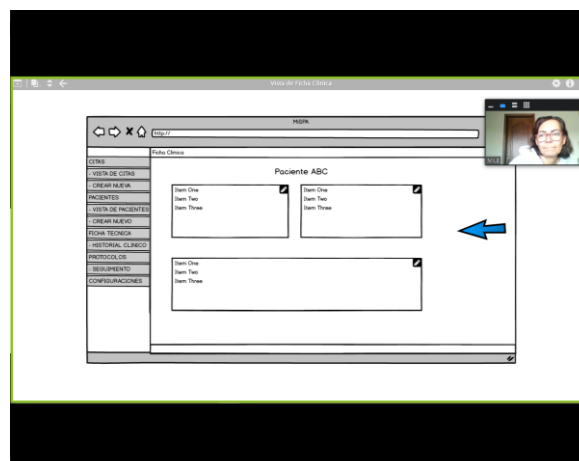 Vista de Ficha Clinica
MiSPA
http://
Ficha Clinica
CITAS
- VISTA DE CITAS
- CREAR NUEVA
PACIENTES
- VISTA DE PACIENTES
- CREAR NUEVO
FICHA TECNICA
- HISTORIAL CLINICO
PROTOCOLOS
- SEGUIMIENTO
CONFIGURACIONES
Paciente ABC
Item One
Item Two
Item Three
Item One
Item Two
Item Three
Item One
Item Two
Item Three